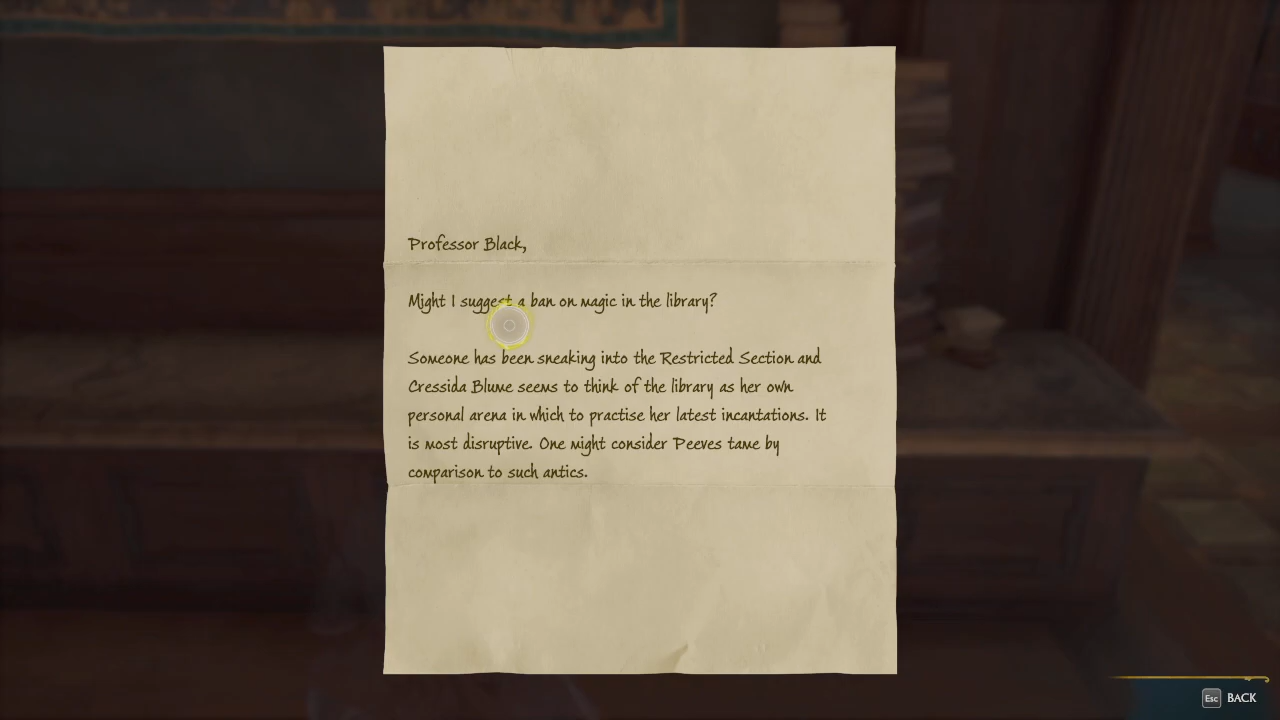 Professor Black,
Might I suggest a ban on magic in the library?
Someone has been sneaking into the Restricted Section and
Cressida Blume seems to think of the library as her own
personal arena in which to practise her latest incantations. It
is most disruptive. One might consider Peeves tame by
comparison to such antics.
Esc BACK